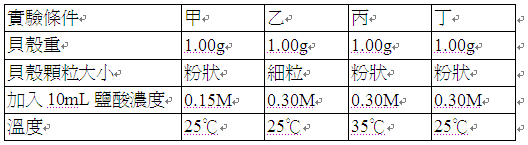 實驗條件 甲 乙 丙 丁
貝殼重 1.00g 1.00g 1.00g 1.00g
貝殼顆粒大小 粉狀 細粒 粉狀 粉狀
加入 10mL 鹽酸濃度 0.15M 0.30M 0.30M 0.30M
溫度 25℃ 25℃ 35℃ 25℃